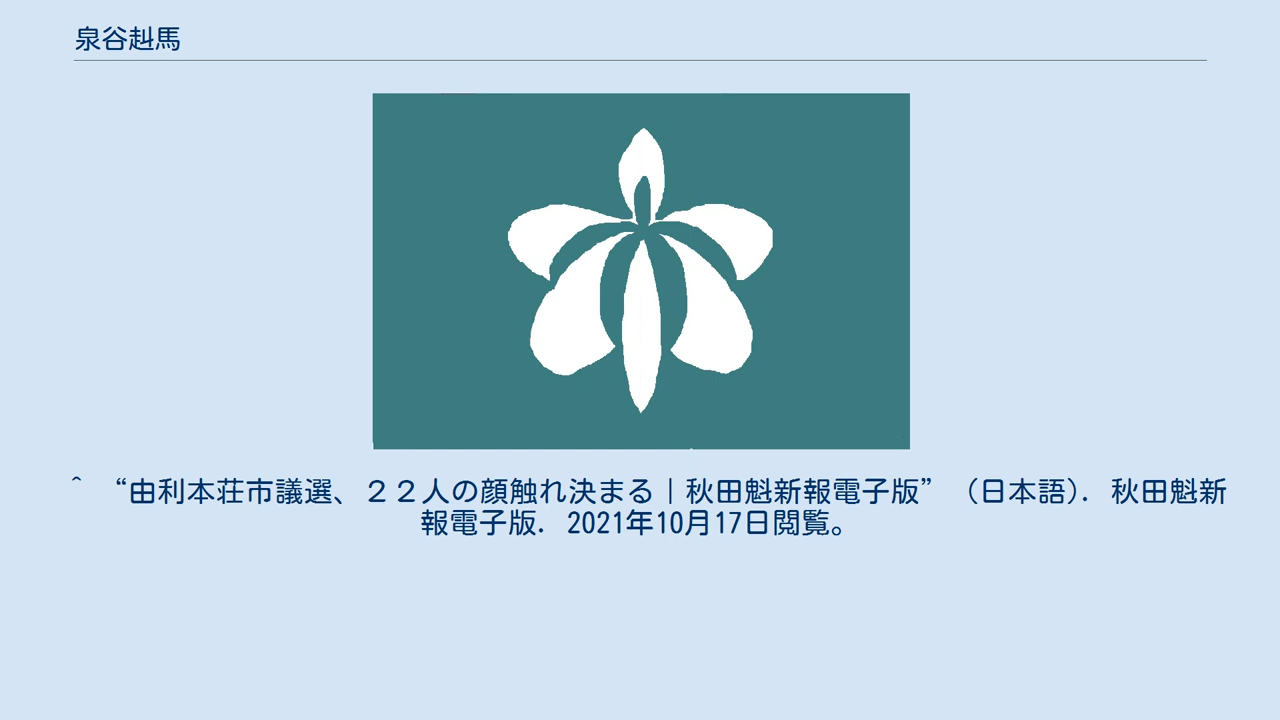 泉谷赳馬
^ “由利本荘市議選、２２人の顔触れ決まる｜秋田魁新報電子版” （日本語). 秋田魁新
報電子版. 2021年10月17日閲覧。